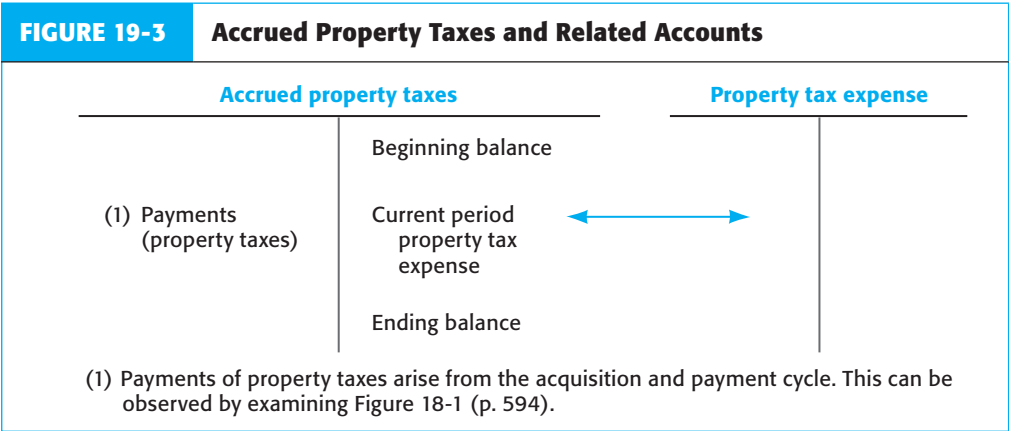 FIGURE 19-3 Accrued Property Taxes and Related Accounts
Accrued property taxes Property tax expense
Beginning balance
(1) Payments
(property taxes)
Current period
property tax
expense
Ending balance
(1) Payments of property taxes arise from the acquisition and payment cycle. This can be
observed by examining Figure 18-1 (p. 594).